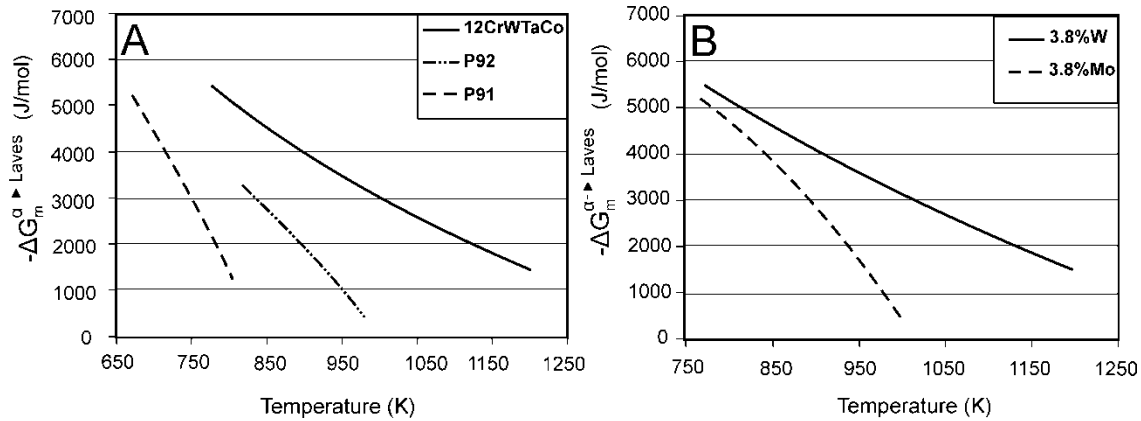 A
7000
6000
5000
4000
3000
2000
1000
0
-ΔG_m^α ► Laves (J/mol)
12CrWTaCo
P92
P91
650 750 850 950 1050 1150 1250
Temperature (K)
B
7000
6000
5000
4000
3000
2000
1000
0
-ΔG_m^α-► Laves (J/mol)
3.8%W
3.8%Mo
750 850 950 1050 1150 1250
Temperature (K)